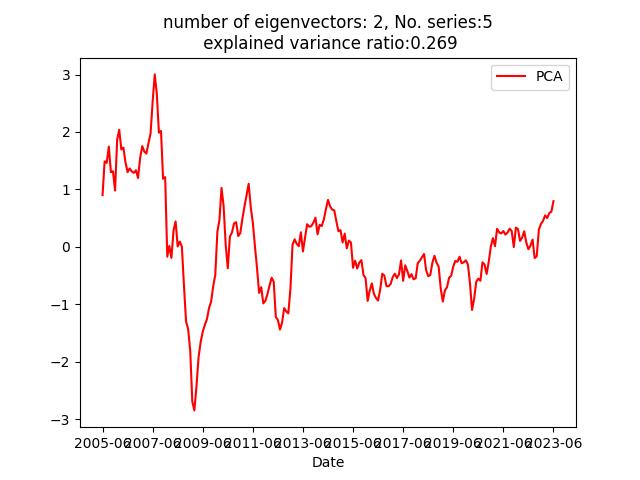 number of eigenvectors: 2, No. series:5
explained variance ratio:0.269
PCA
3
2
1
0
−1
−2
−3
2005-06 2007-06 2009-06 2011-06 2013-06 2015-06 2017-06 2019-06 2021-06 2023-06
Date